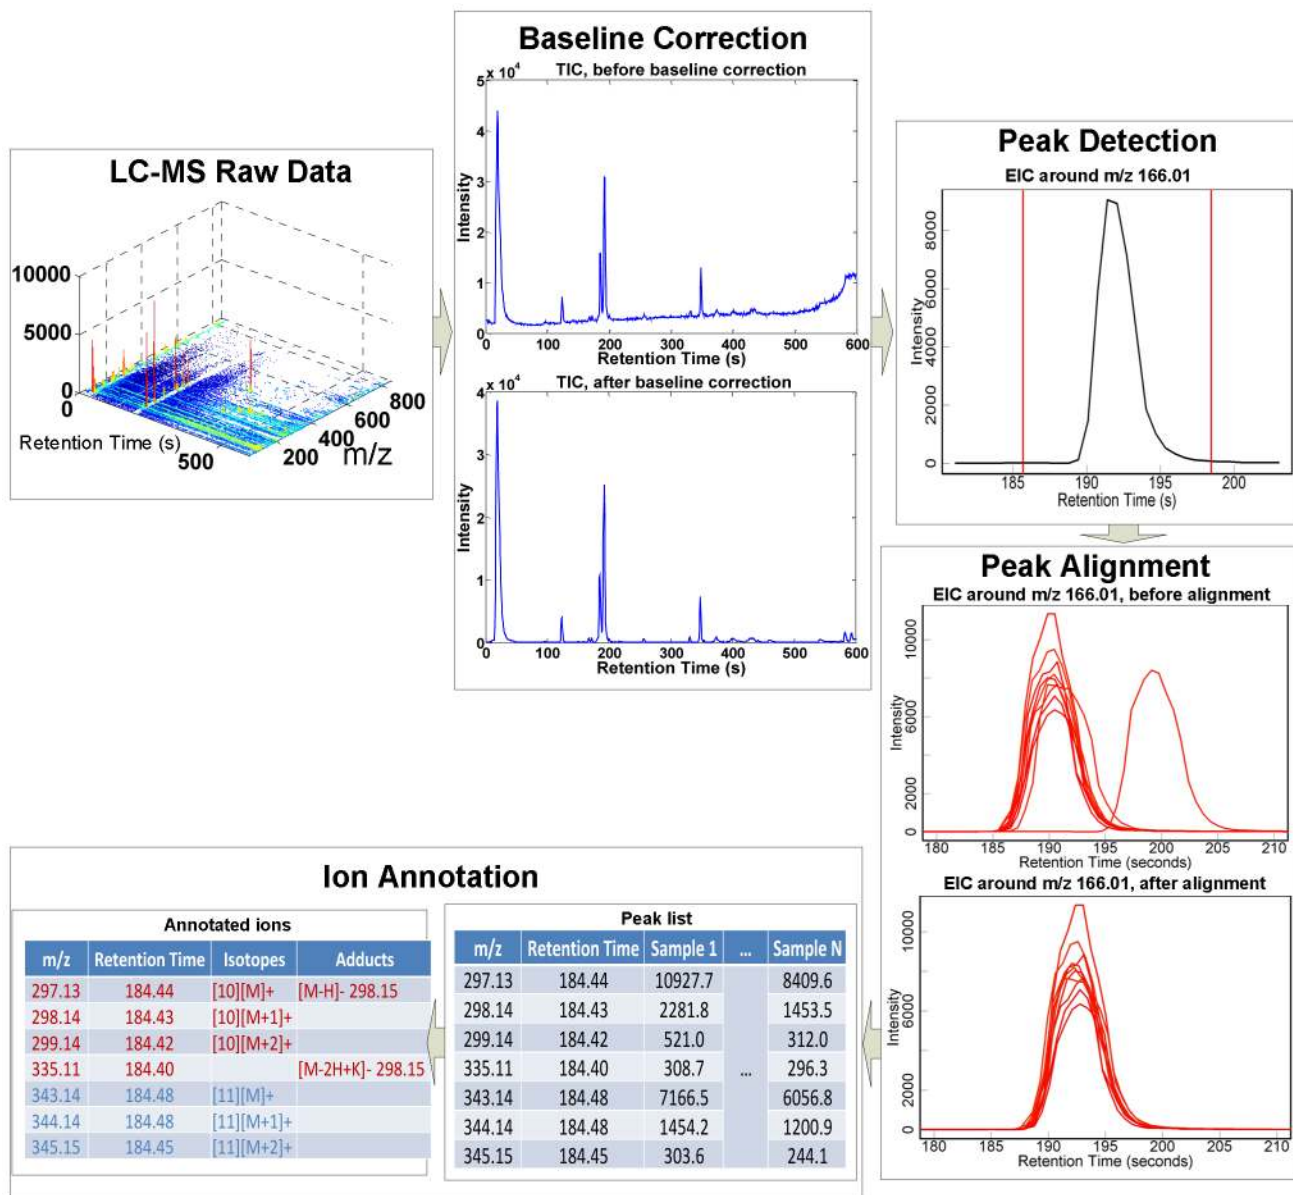 LC-MS Raw Data
10000
5000
0
0
500
Retention Time (s)
200
400
600
800
m/z
Baseline Correction
TIC, before baseline correction
x 10^4
5
4
3
2
1
0
Intensity
0 100 200 300 400 500 600
Retention Time (s)
TIC, after baseline correction
x 10^4
4
3
2
1
0
Intensity
0 100 200 300 400 500 600
Retention Time (s)
Peak Detection
EIC around m/z 166.01
8000
6000
4000
2000
0
Intensity
185 190 195 200
Retention Time (s)
Peak Alignment
EIC around m/z 166.01, before alignment
10000
6000
2000
0
Intensity
180 185 190 195 200 205 210
Retention Time (seconds)
EIC around m/z 166.01, after alignment
10000
6000
2000
0
Intensity
180 185 190 195 200 205 210
Retention Time (seconds)
Ion Annotation
Peak list
m/z Retention Time Sample 1 ... Sample N
297.13 184.44 10927.7 8409.6
298.14 184.43 2281.8 1453.5
299.14 184.42 521.0 312.0
335.11 184.40 308.7 ... 296.3
343.14 184.48 7166.5 6056.8
344.14 184.48 1454.2 1200.9
345.15 184.45 303.6 244.1
Annotated ions
m/z Retention Time Isotopes Adducts
297.13 184.44 [10][M]+ [M-H]- 298.15
298.14 184.43 [10][M+1]+
299.14 184.42 [10][M+2]+
335.11 184.40 [M-2H+K]- 298.15
343.14 184.48 [11][M]+
344.14 184.48 [11][M+1]+
345.15 184.45 [11][M+2]+